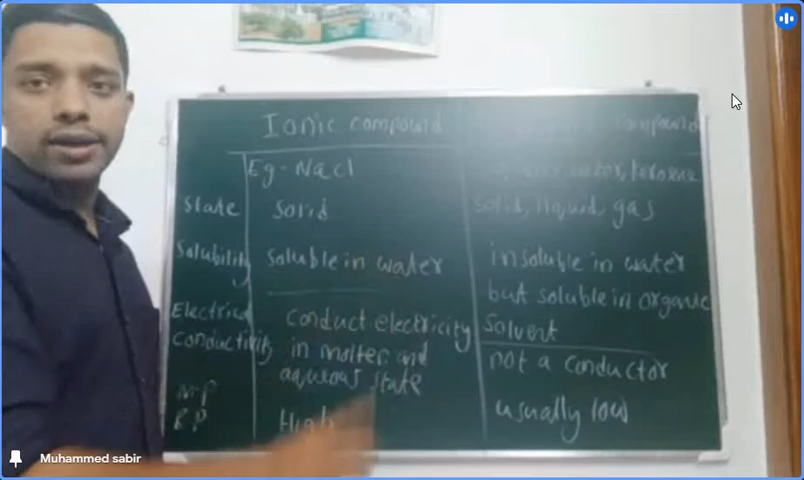 Ionic compound
compound
Eg - Nacl
water, kerosene
State
Solid
solid, liquid, gas
Solubility
Soluble in water
insoluble in water
but soluble in organic
Solvent
Electrical
conductivity
Conduct electricity
in molten and
aqueous state
not a conductor
M·P
B·P
High
usually low
Muhammed sabir